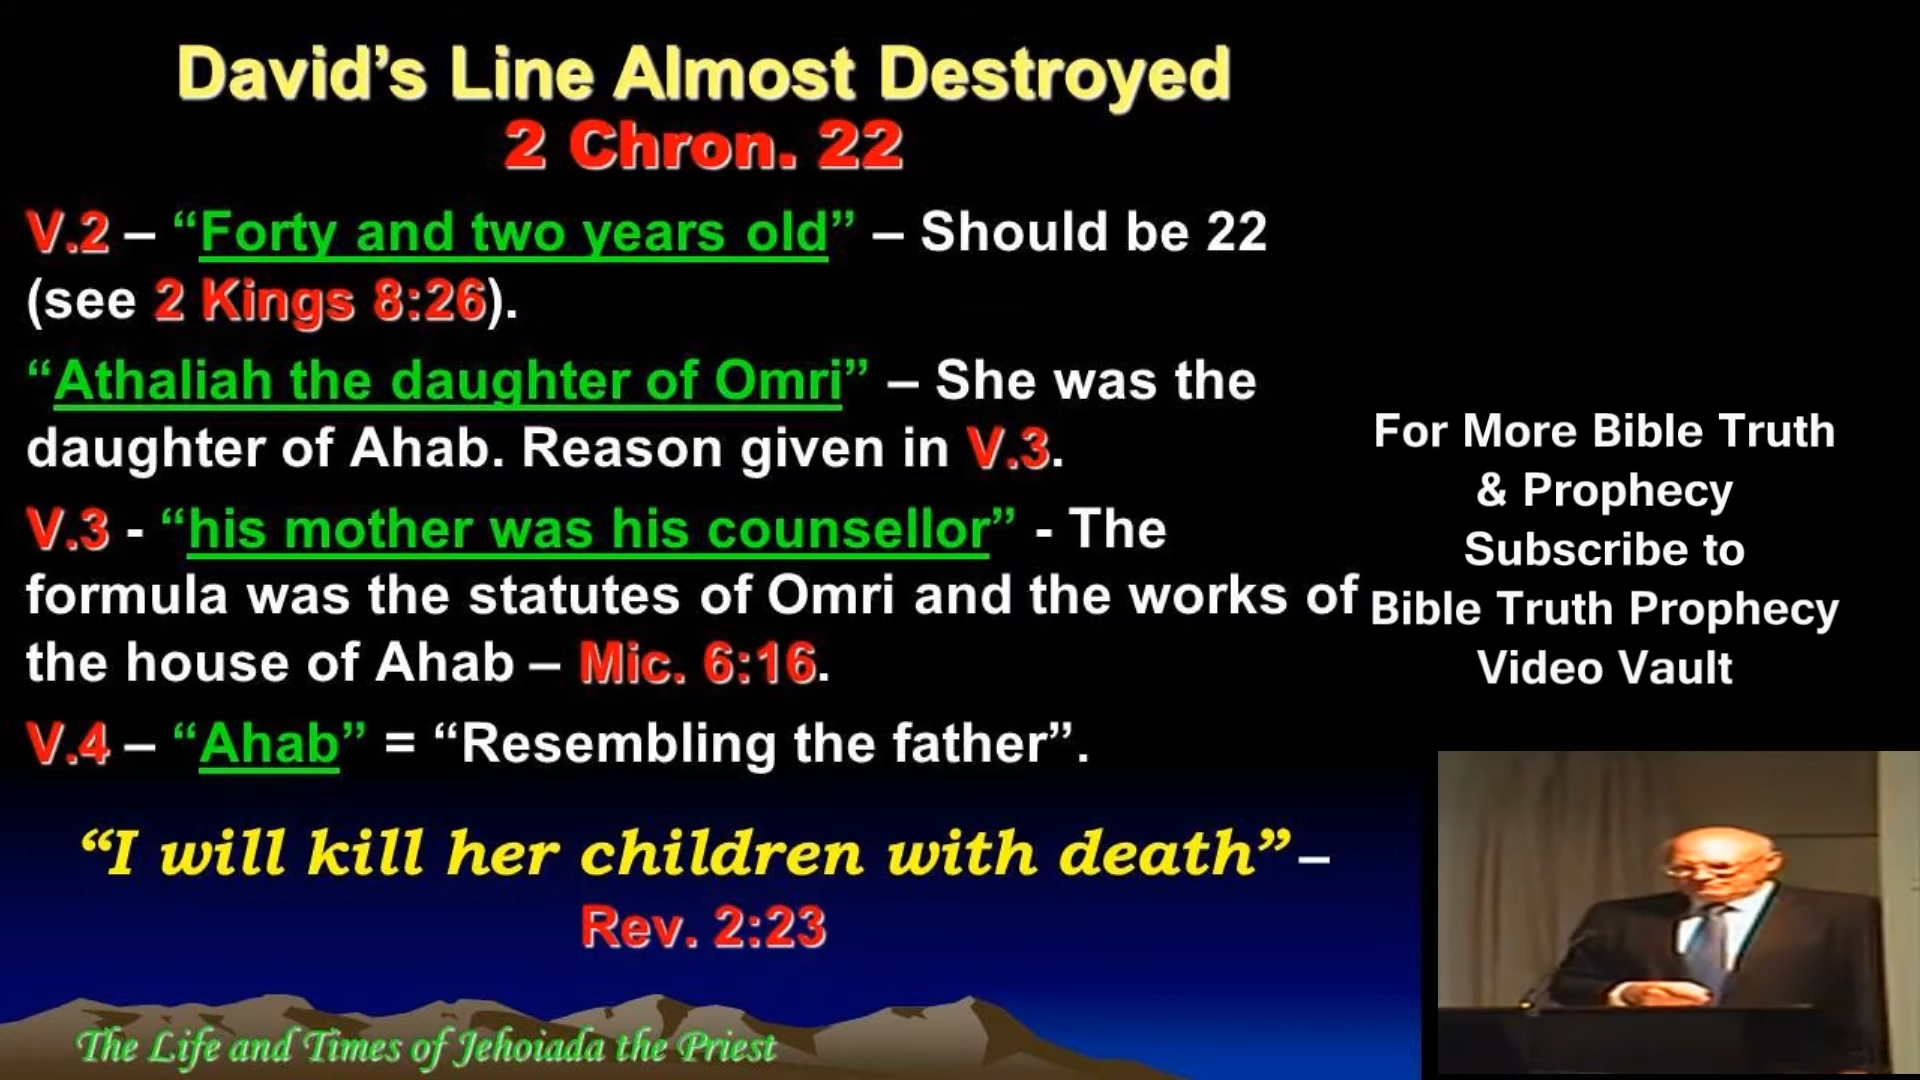 David’s Line Almost Destroyed
2 Chron. 22
V.2 – “Forty and two years old” – Should be 22
(see 2 Kings 8:26).
“Athaliah the daughter of Omri” – She was the
daughter of Ahab. Reason given in V.3.
V.3 - “his mother was his counsellor” - The
formula was the statutes of Omri and the works of
the house of Ahab – Mic. 6:16.
V.4 – “Ahab” = “Resembling the father”.
“I will kill her children with death” –
Rev. 2:23
The Life and Times of Jehoiada the Priest
For More Bible Truth
& Prophecy
Subscribe to
Bible Truth Prophecy
Video Vault